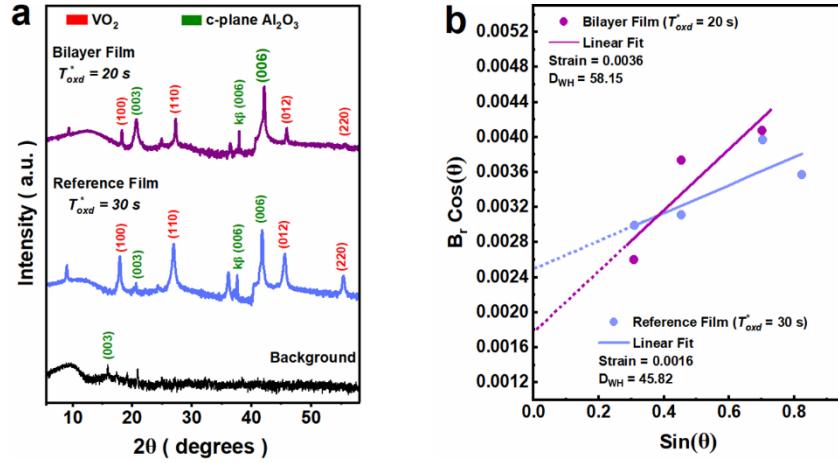 a
VO2
c-plane Al2O3
Bilayer Film
T*oxd = 20 s
(100)
(003)
(110)
kβ (006)
(006)
(012)
(220)
Reference Film
T*oxd = 30 s
(100)
(003)
(110)
kβ (006)
(006)
(012)
(220)
Background
(003)
Intensity ( a.u.)
10 20 30 40 50
2θ ( degrees )
b
0.0052
0.0048
0.0044
0.0040
0.0036
0.0032
0.0028
0.0024
0.0020
0.0016
0.0012
Br Cos(θ)
Bilayer Film (T*oxd = 20 s)
Linear Fit
Strain = 0.0036
DWH = 58.15
Reference Film (T*oxd = 30 s)
Linear Fit
Strain = 0.0016
DWH = 45.82
0.0 0.2 0.4 0.6 0.8
Sin(θ)